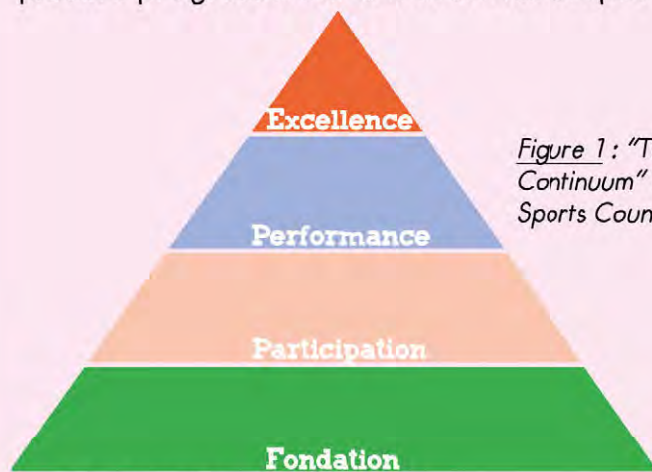 Excellence
Figure 1: "T
Continuum"
Sports Coun
Performance
Participation
Fondation